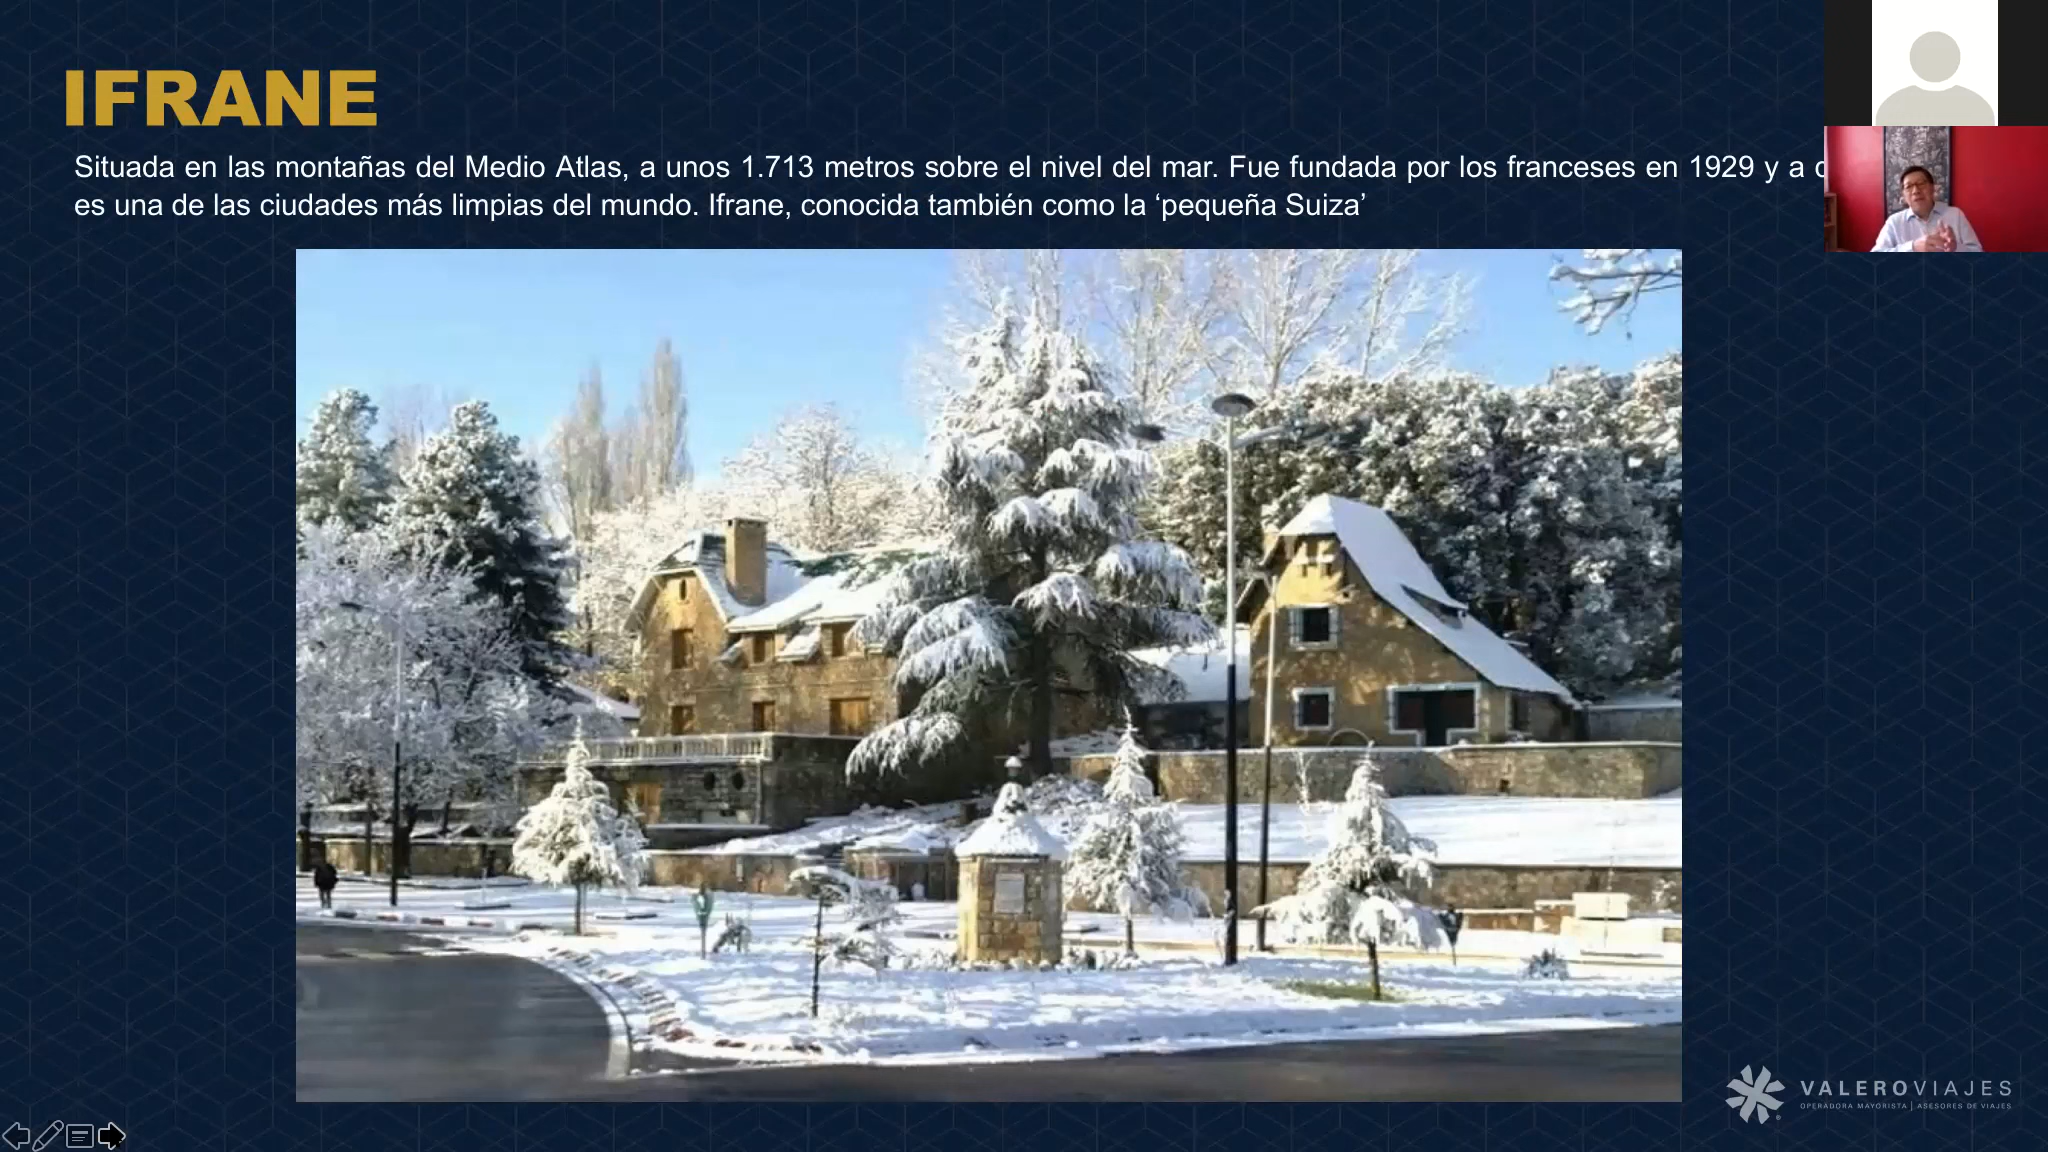 IFRANE
Situada en las montañas del Medio Atlas, a unos 1.713 metros sobre el nivel del mar. Fue fundada por los franceses en 1929 y a
es una de las ciudades más limpias del mundo. Ifrane, conocida también como la ‘pequeña Suiza’
VALEROVIAJES
OPERADORA MAYORISTA | ASESORES DE VIAJES